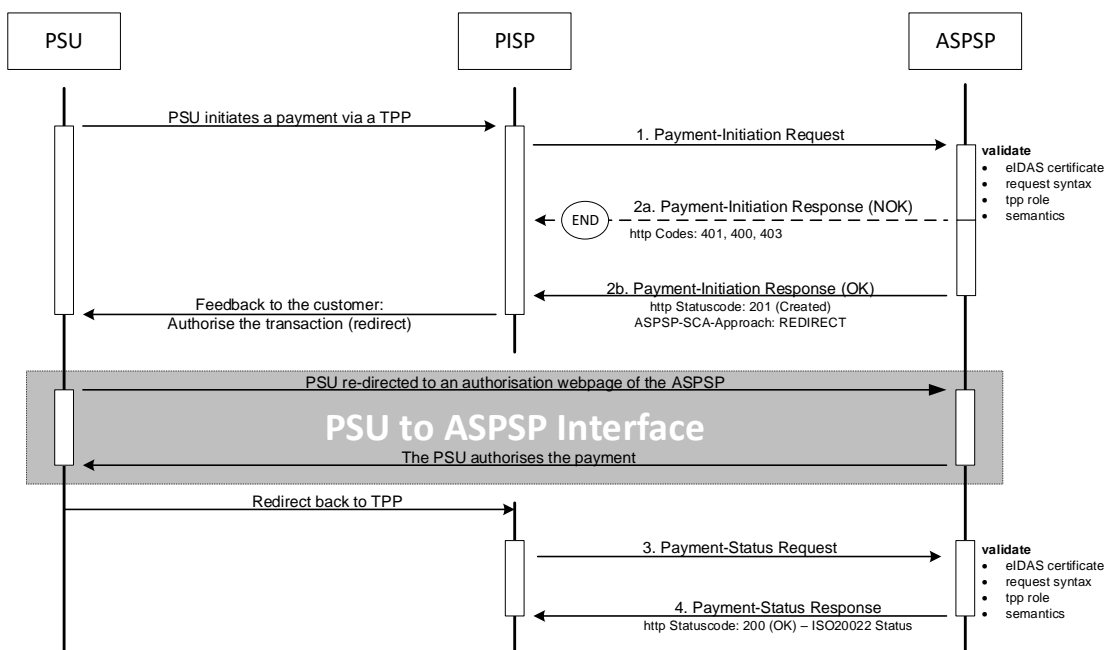 PSU
PISP
ASPSP
PSU initiates a payment via a TPP
1. Payment-Initiation Request
validate
• eIDAS certificate
• request syntax
• tpp role
• semantics
2a. Payment-Initiation Response (NOK)
END
http Codes: 401, 400, 403
2b. Payment-Initiation Response (OK)
http Statuscode: 201 (Created)
ASPSP-SCA-Approach: REDIRECT
Feedback to the customer:
Authorise the transaction (redirect)
PSU re-directed to an authorisation webpage of the ASPSP
PSU to ASPSP Interface
The PSU authorises the payment
Redirect back to TPP
3. Payment-Status Request
validate
• eIDAS certificate
• request syntax
• tpp role
• semantics
4. Payment-Status Response
http Statuscode: 200 (OK) – ISO20022 Status